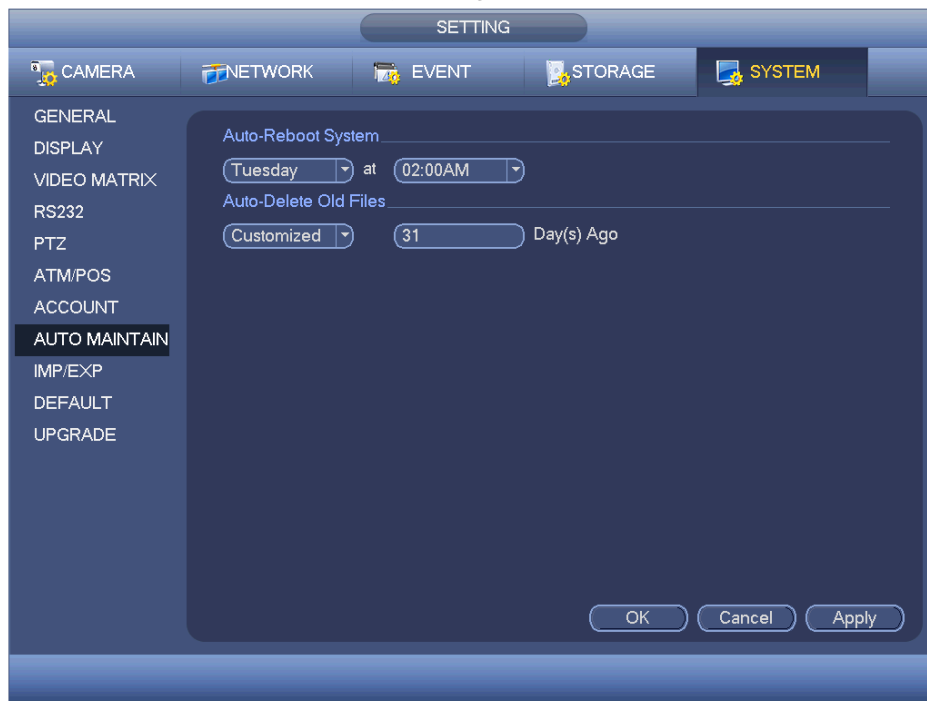 SETTING
CAMERA NETWORK EVENT STORAGE SYSTEM
GENERAL
DISPLAY
VIDEO MATRIX
RS232
PTZ
ATM/POS
ACCOUNT
AUTO MAINTAIN
IMP/EXP
DEFAULT
UPGRADE
Auto-Reboot System
Tuesday at 02:00AM
Auto-Delete Old Files
Customized 31 Day(s) Ago
OK Cancel Apply